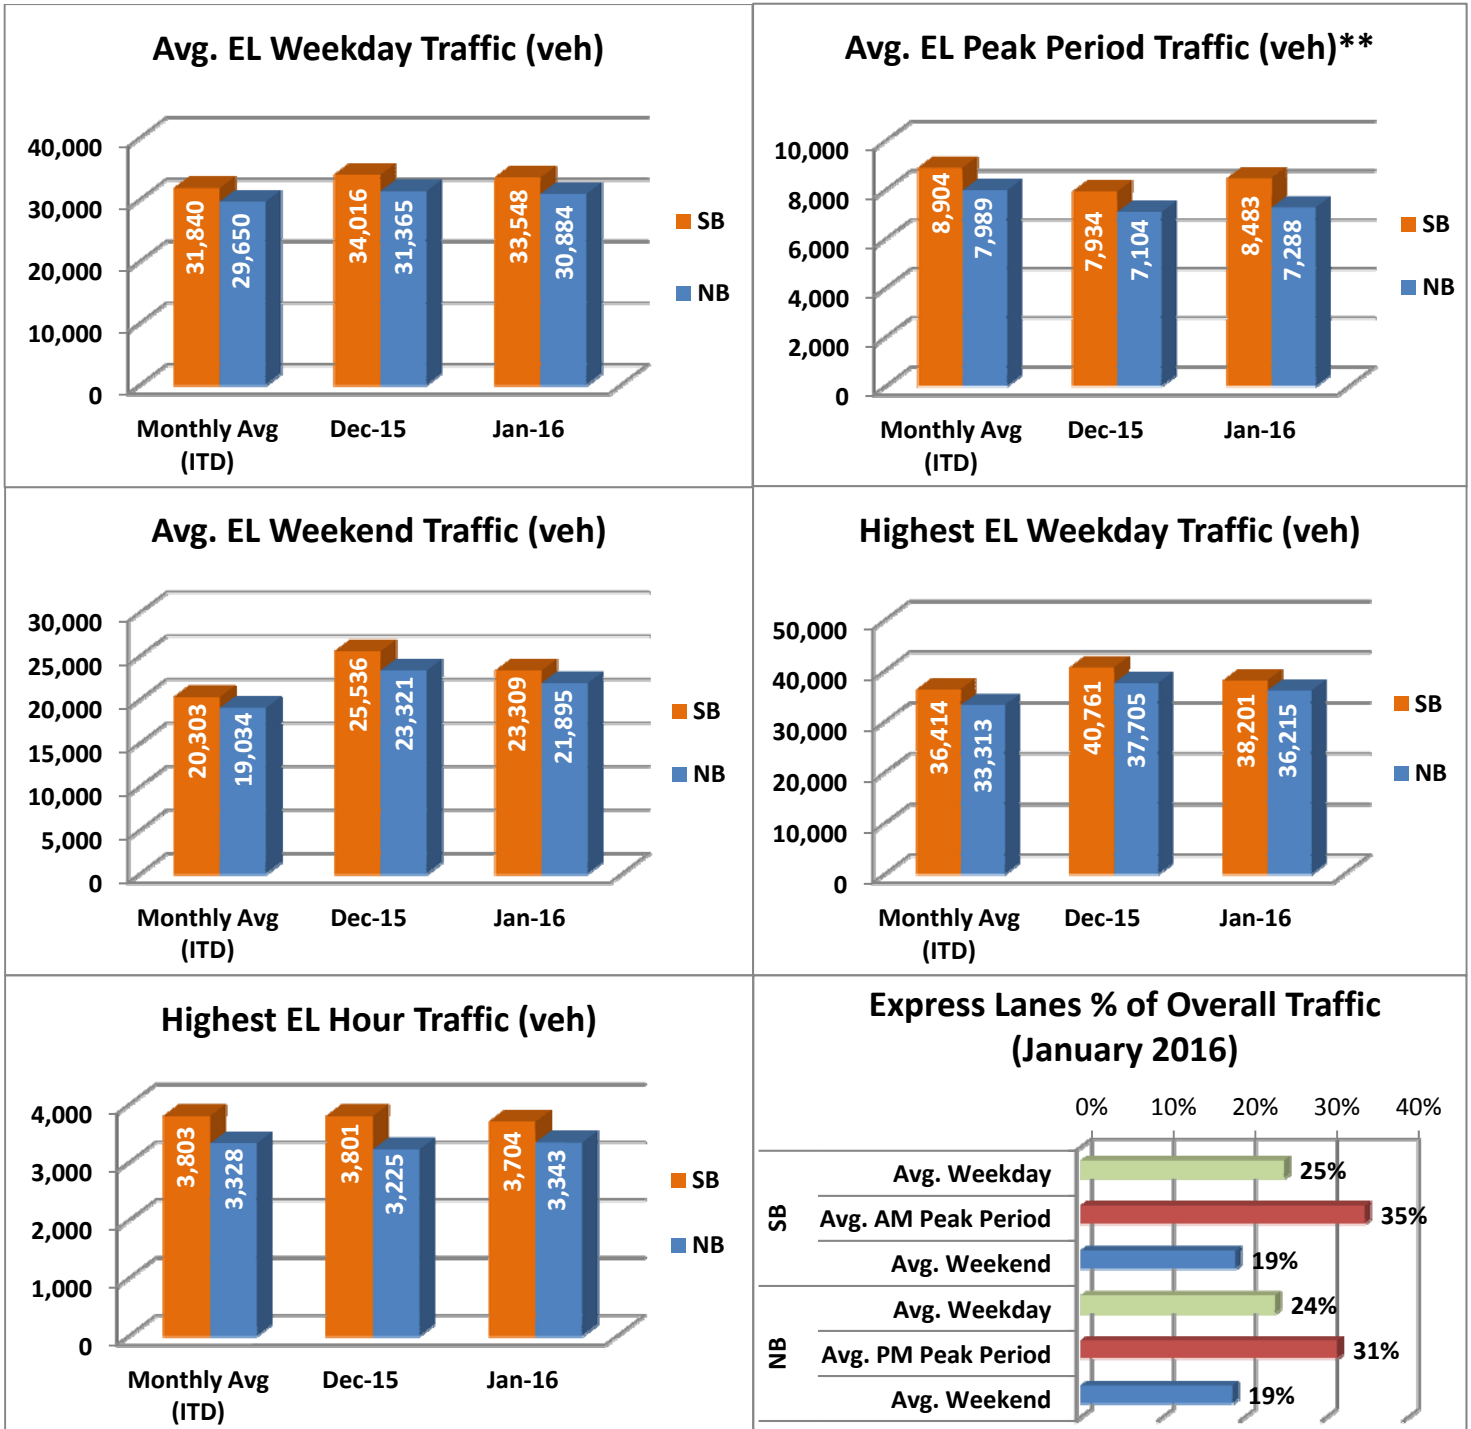 Avg. EL Weekday Traffic (veh)
40,000
30,000
20,000
10,000
0
31,840
29,650
34,016
31,365
33,548
30,884
SB
NB
Monthly Avg (ITD)
Dec-15
Jan-16
Avg. EL Peak Period Traffic (veh)**
10,000
8,000
6,000
4,000
2,000
0
8,904
7,989
7,934
7,104
8,483
7,288
SB
NB
Monthly Avg (ITD)
Dec-15
Jan-16
Avg. EL Weekend Traffic (veh)
30,000
25,000
20,000
15,000
10,000
5,000
0
20,303
19,034
25,536
23,321
23,309
21,895
SB
NB
Monthly Avg (ITD)
Dec-15
Jan-16
Highest EL Weekday Traffic (veh)
50,000
40,000
30,000
20,000
10,000
0
36,414
33,313
40,761
37,705
38,201
36,215
SB
NB
Monthly Avg (ITD)
Dec-15
Jan-16
Highest EL Hour Traffic (veh)
4,000
3,000
2,000
1,000
0
3,803
3,328
3,801
3,225
3,704
3,343
SB
NB
Monthly Avg (ITD)
Dec-15
Jan-16
Express Lanes % of Overall Traffic
(January 2016)
0% 10% 20% 30% 40%
SB
Avg. Weekday 25%
Avg. AM Peak Period 35%
Avg. Weekend 19%
NB
Avg. Weekday 24%
Avg. PM Peak Period 31%
Avg. Weekend 19%